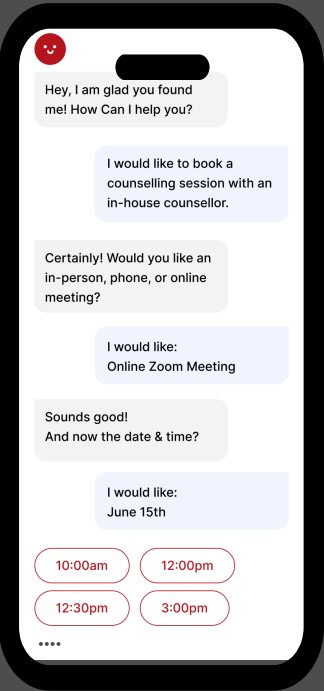 Hey, I am glad you found
me! How Can I help you?
I would like to book a
counselling session with an
in-house counsellor.
Certainly! Would you like an
in-person, phone, or online
meeting?
I would like:
Online Zoom Meeting
Sounds good!
And now the date & time?
I would like:
June 15th
10:00am
12:00pm
12:30pm
3:00pm